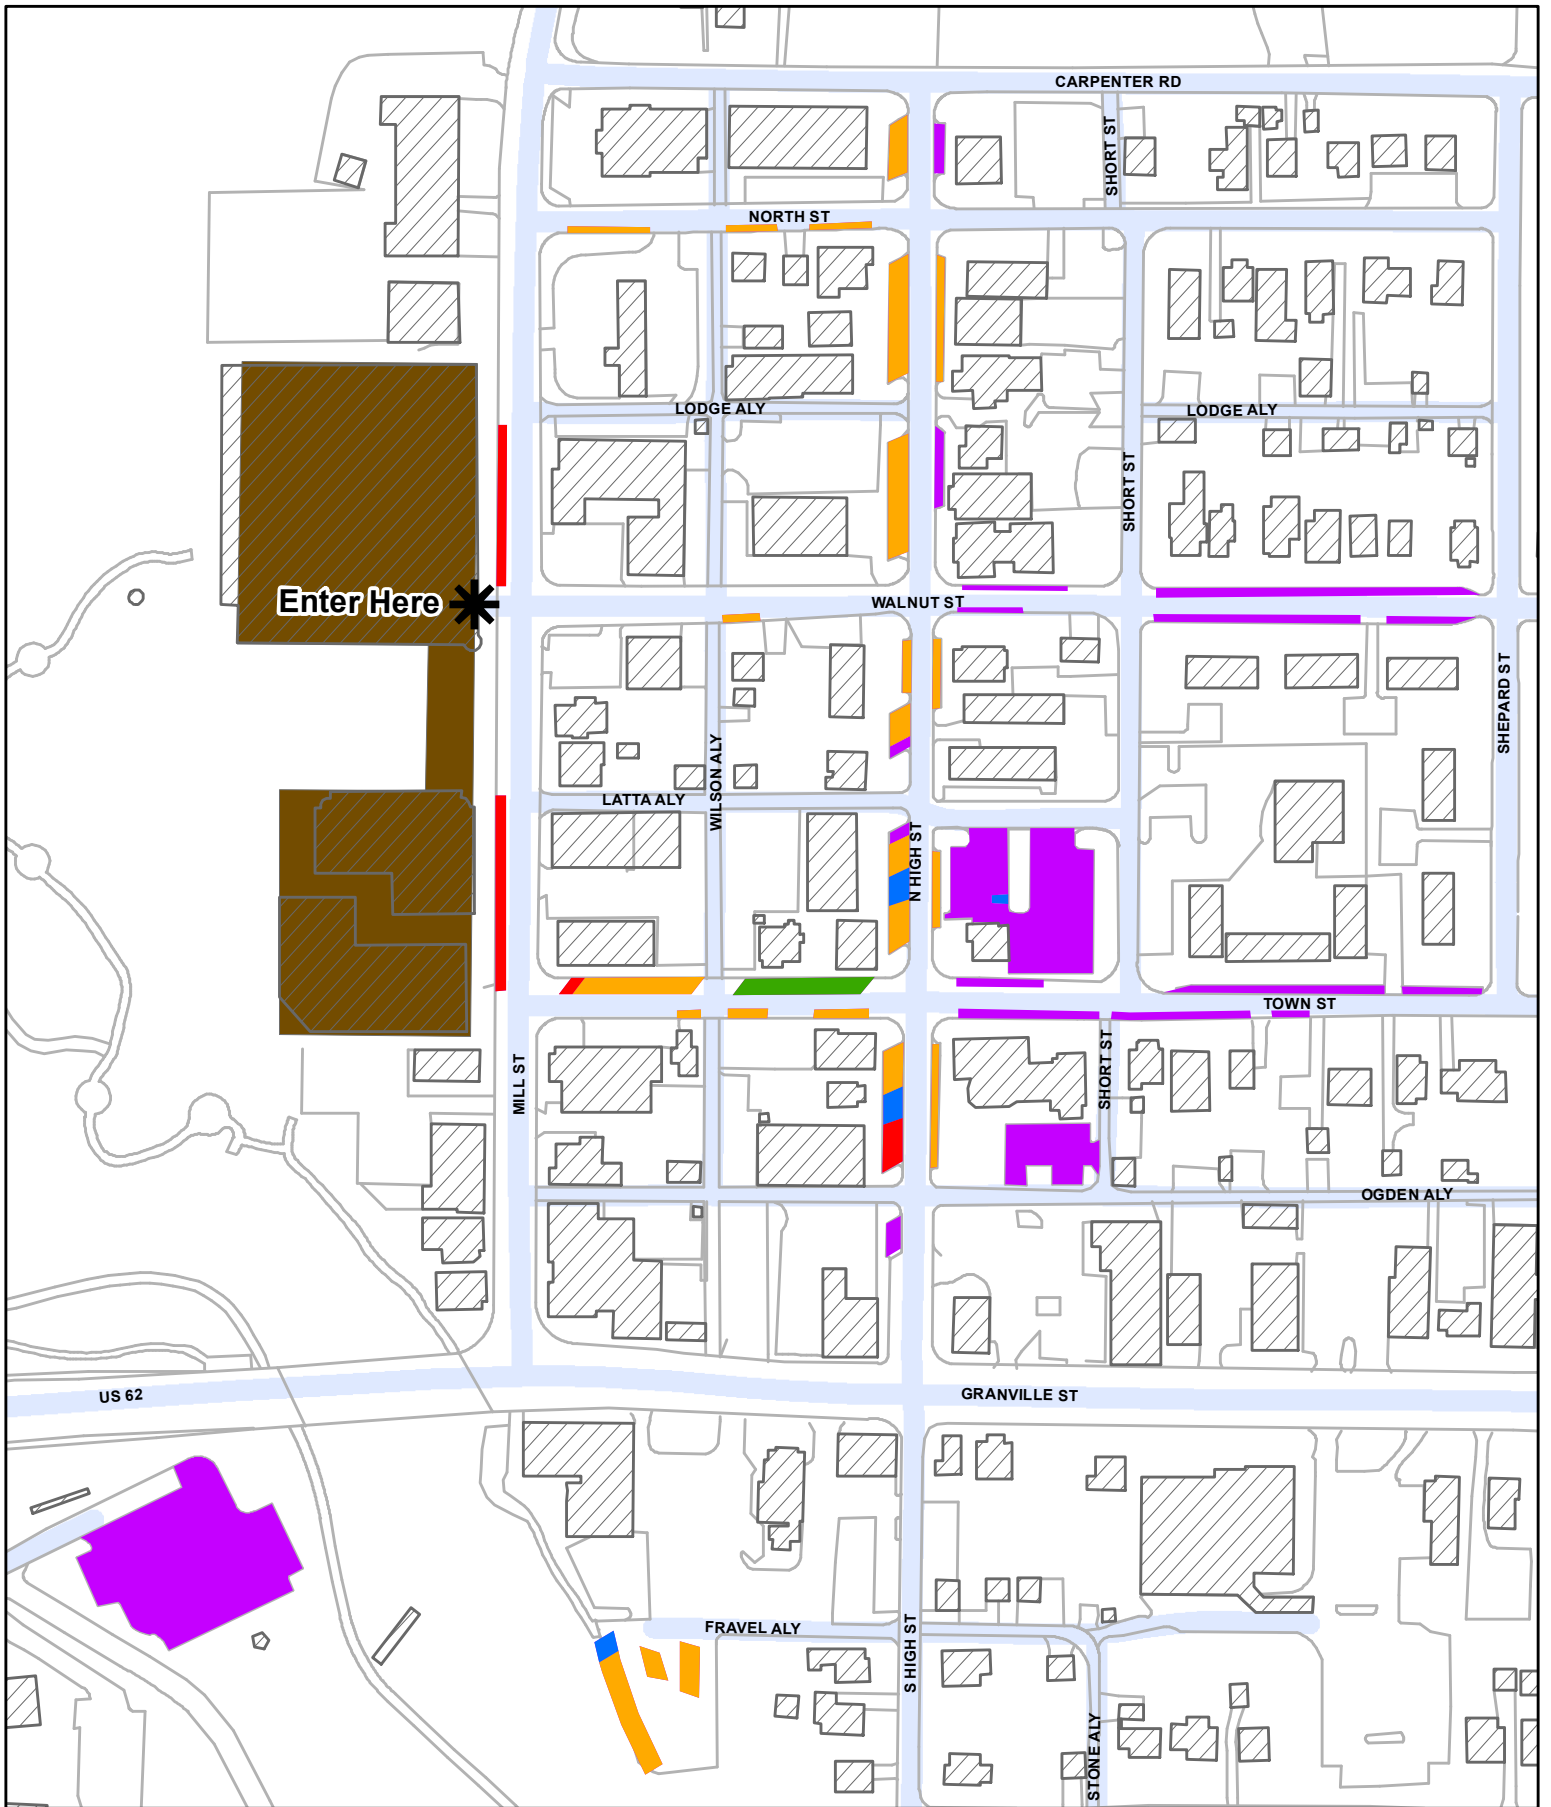 CARPENTER RD
SHORT ST
NORTH ST
LODGE ALY
LODGE ALY
SHORT ST
Enter Here
WALNUT ST
SHEPARD ST
WILSON ALY
LATTA ALY
N HIGH ST
TOWN ST
MILL ST
SHORT ST
OGDEN ALY
US 62
GRANVILLE ST
FRAVEL ALY
S HIGH ST
STONE ALY